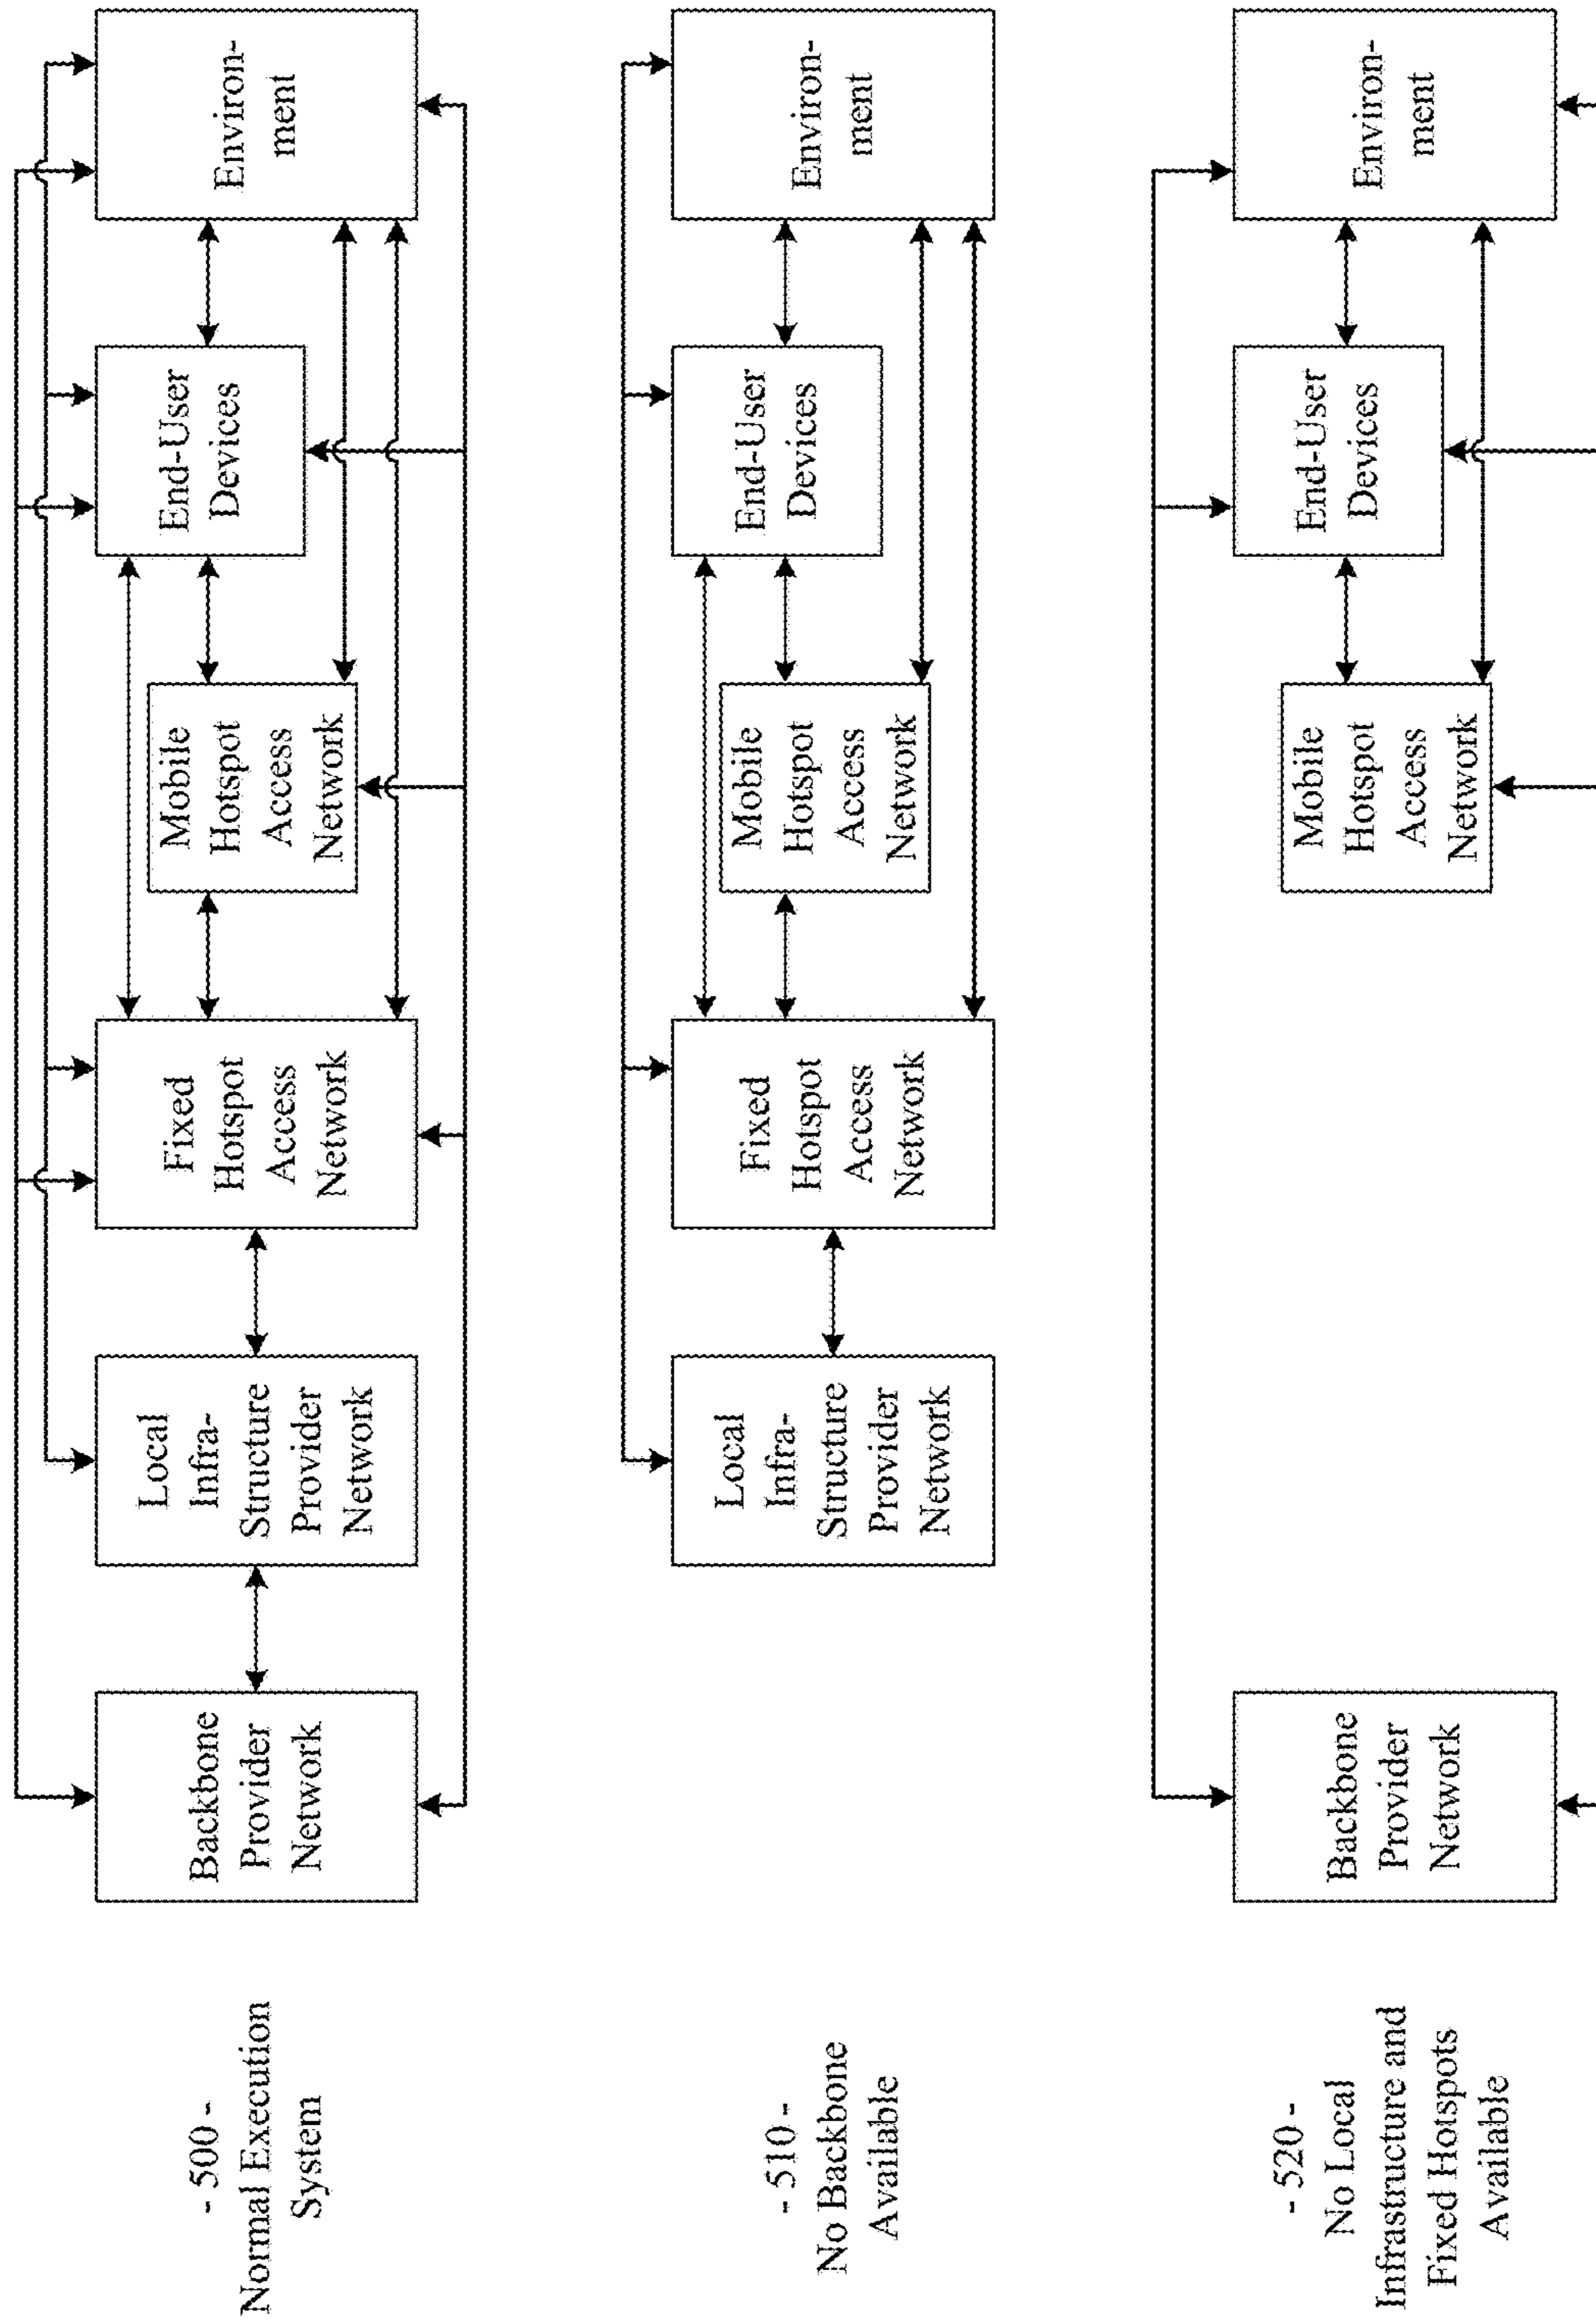 - 500 -
Normal Execution
System
Backbone
Provider
Network
Local
Infra-
Structure
Provider
Network
Fixed
Hotspot
Access
Network
Mobile
Hotspot
Access
Network
End-User
Devices
Environ-
ment
- 510 -
No Backbone
Available
Local
Infra-
Structure
Provider
Network
Fixed
Hotspot
Access
Network
Mobile
Hotspot
Access
Network
End-User
Devices
Environ-
ment
- 520 -
No Local
Infrastructure and
Fixed Hotspots
Available
Backbone
Provider
Network
Mobile
Hotspot
Access
Network
End-User
Devices
Environ-
ment